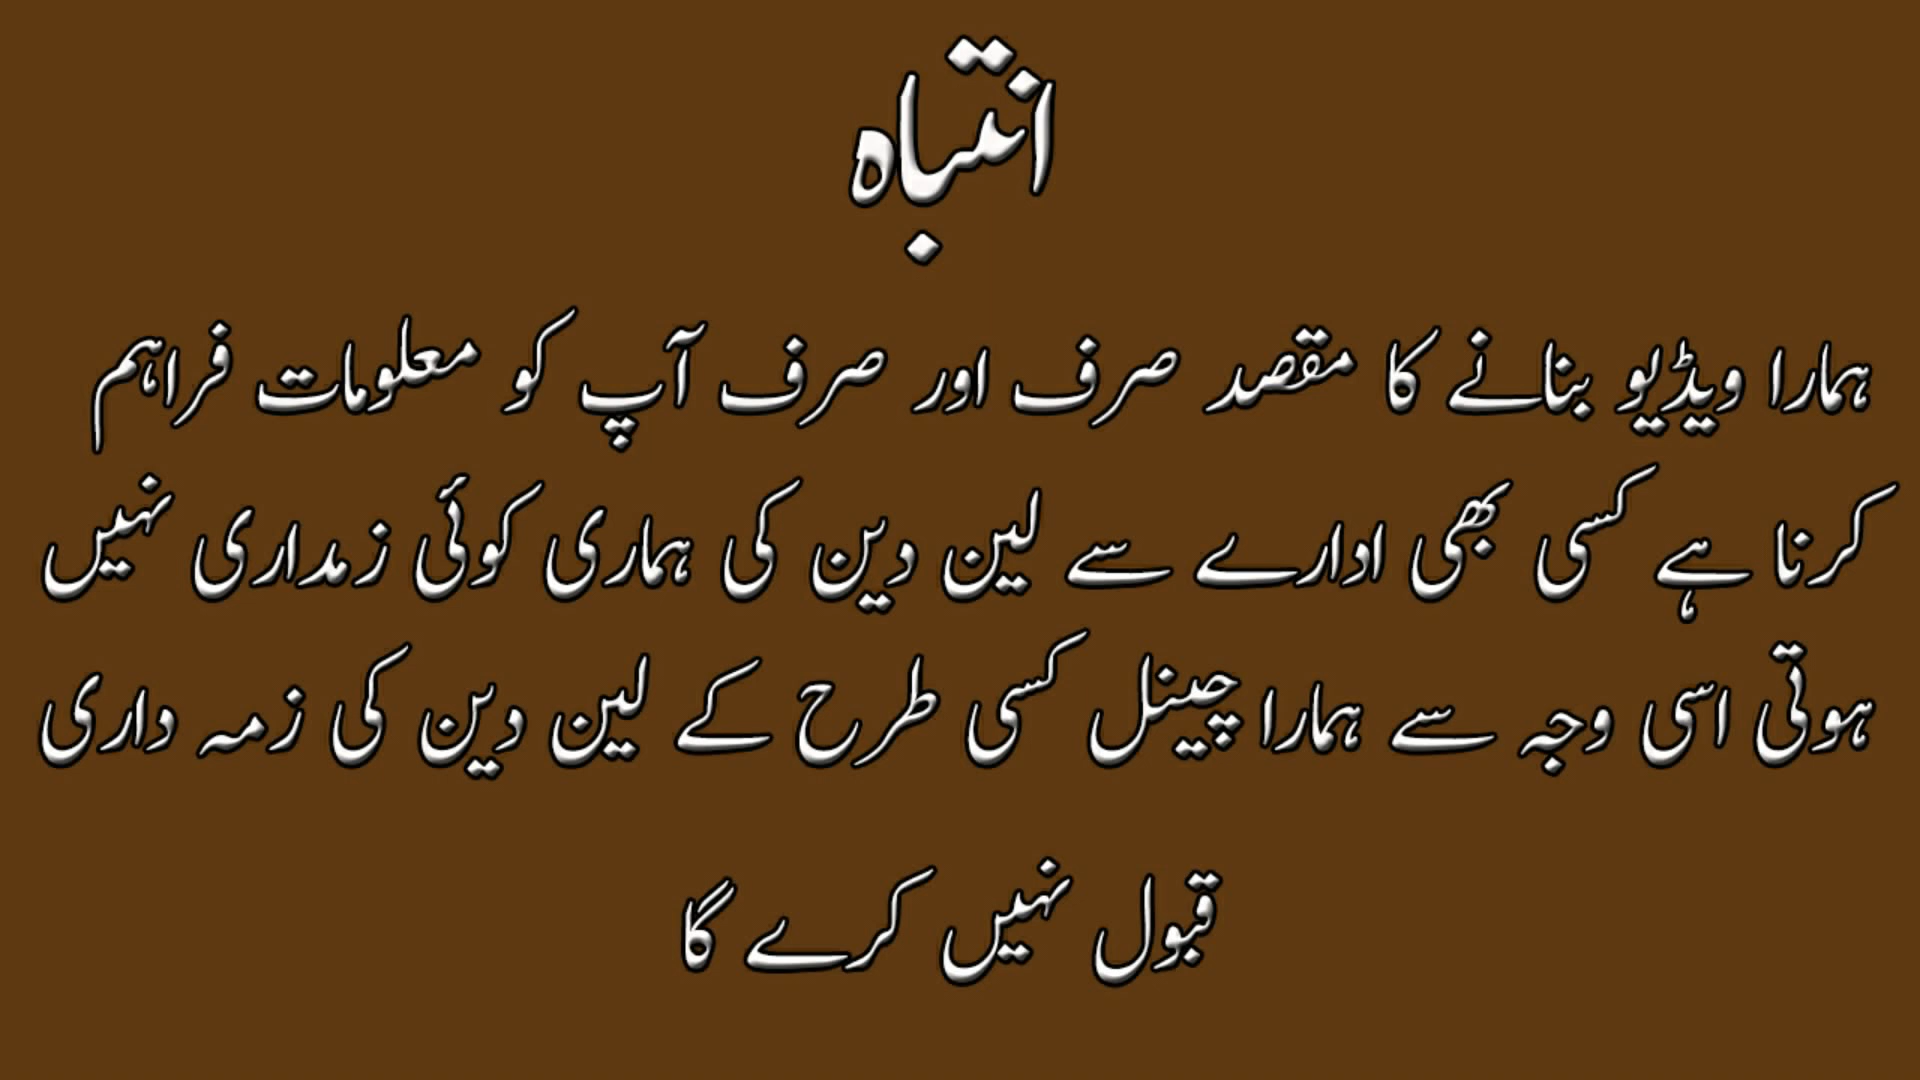 انتباہ
ہمارا ویڈیو بنانے کا مقصد صرف اور صرف آپ کو معلومات فراہم
کرنا ہے کسی بھی ادارے سے لین دین کی ہماری کوئی زمداری نہیں
ہوتی اسی وجہ سے ہمارا چینل کسی طرح کے لین دین کی زمہ داری
قبول نہیں کرے گا